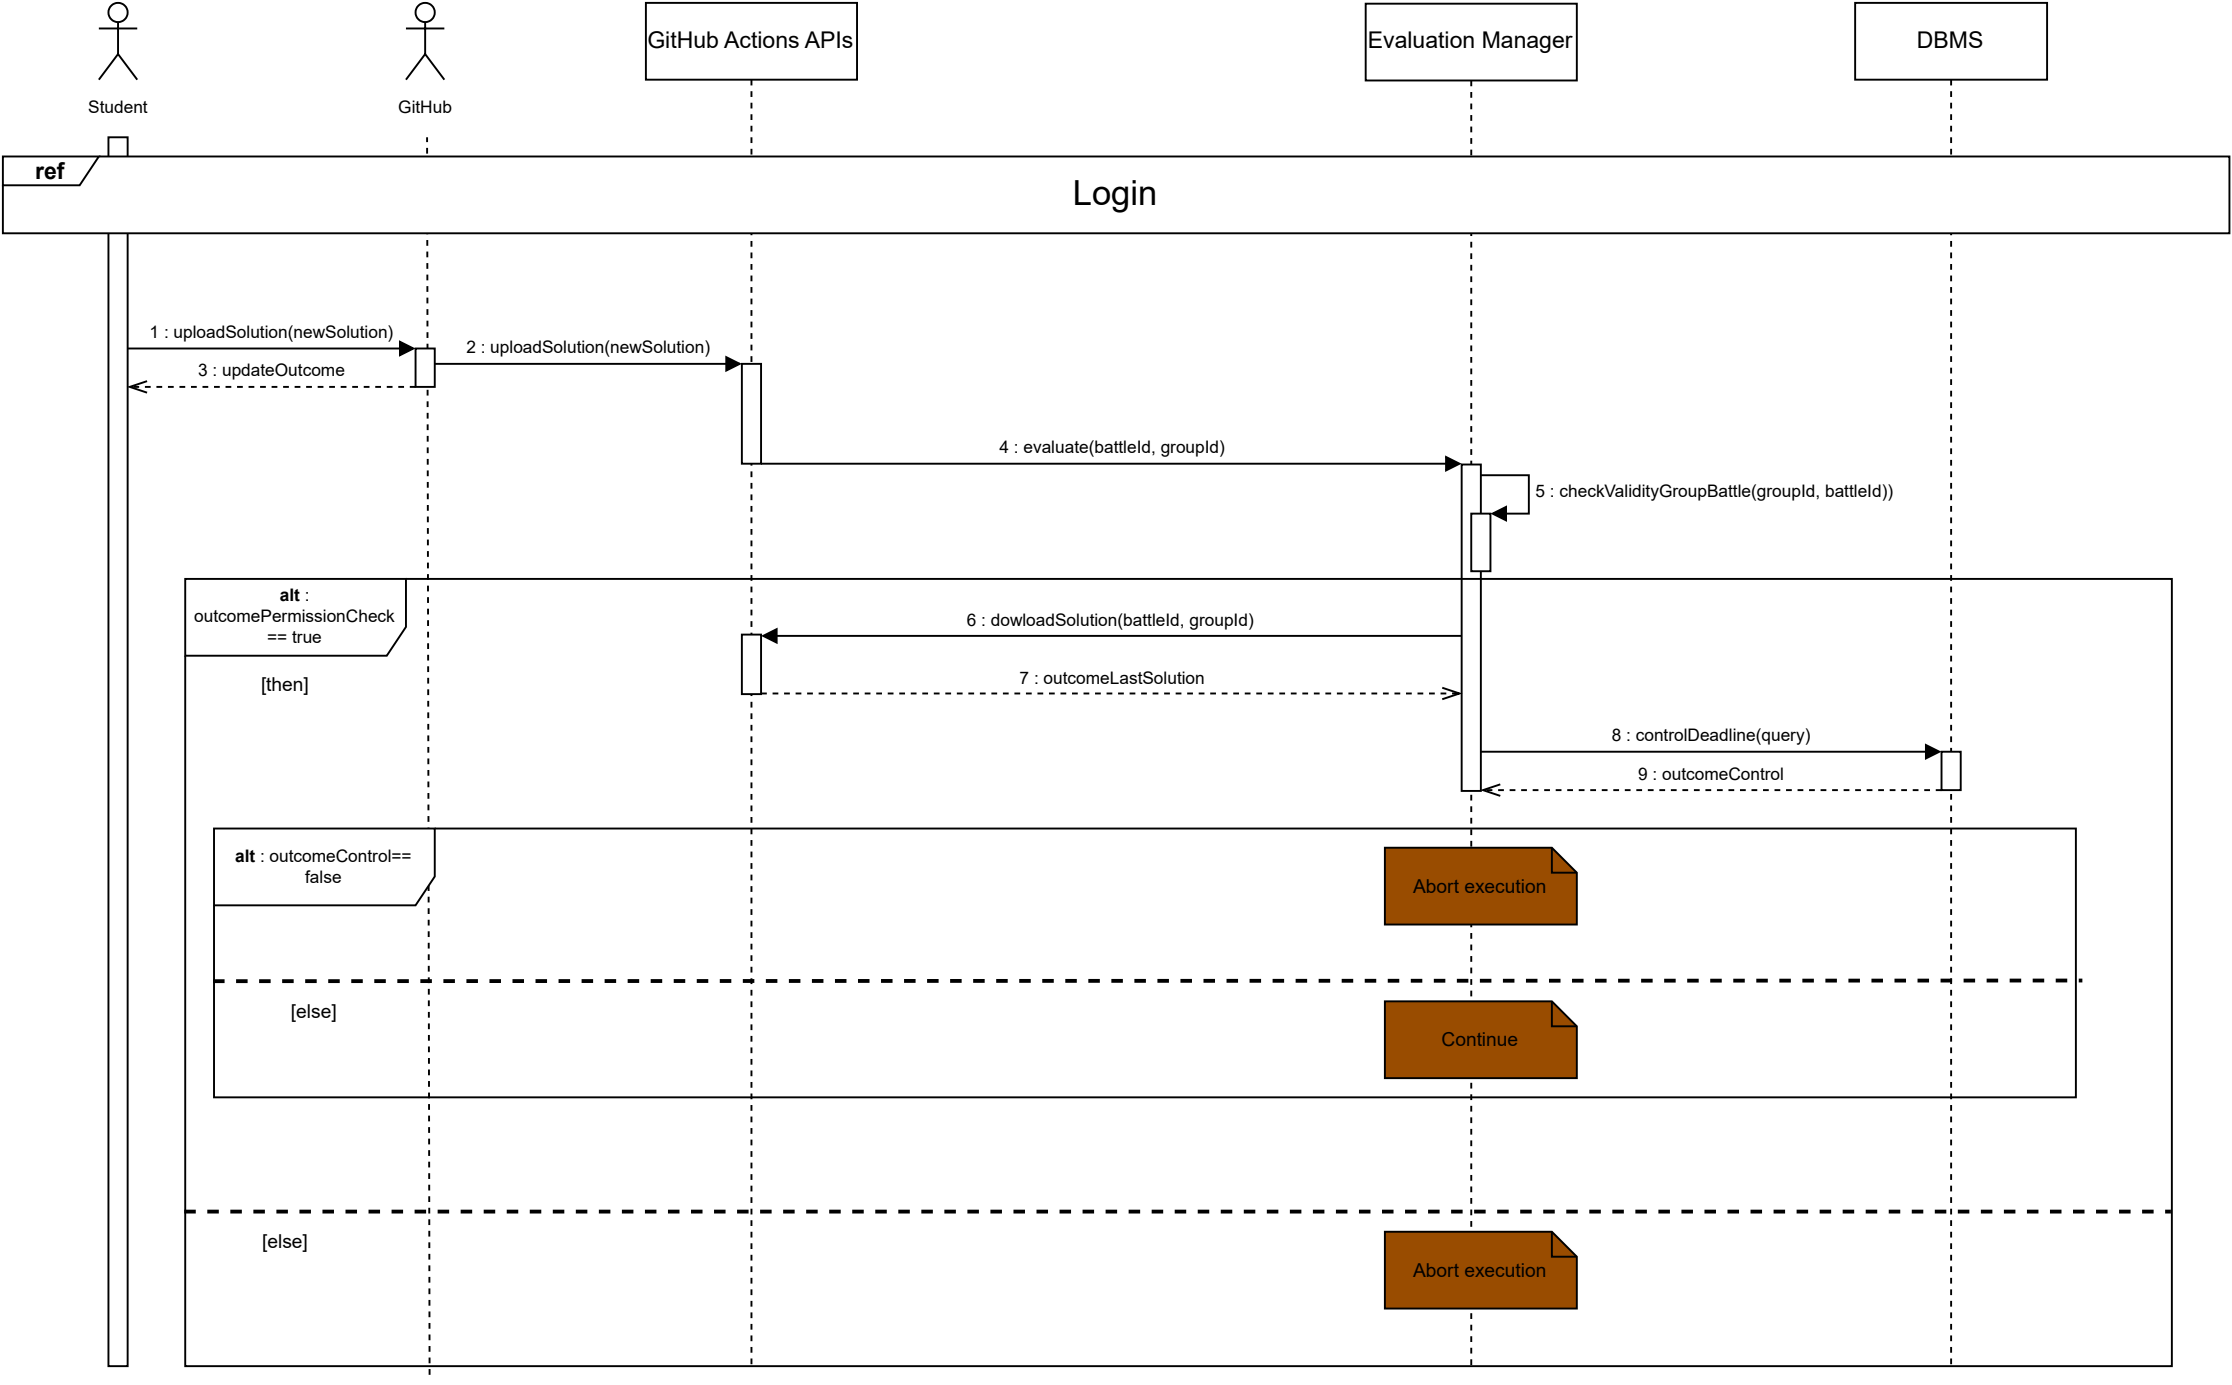 Student
GitHub
GitHub Actions APIs
Evaluation Manager
DBMS
ref
Login
1 : uploadSolution(newSolution)
2 : uploadSolution(newSolution)
3 : updateOutcome
4 : evaluate(battleId, groupId)
5 : checkValidityGroupBattle(groupId, battleId))
alt :
outcomePermissionCheck
== true
6 : dowloadSolution(battleId, groupId)
[then]
7 : outcomeLastSolution
8 : controlDeadline(query)
9 : outcomeControl
alt : outcomeControl==
false
Abort execution
[else]
Continue
[else]
Abort execution